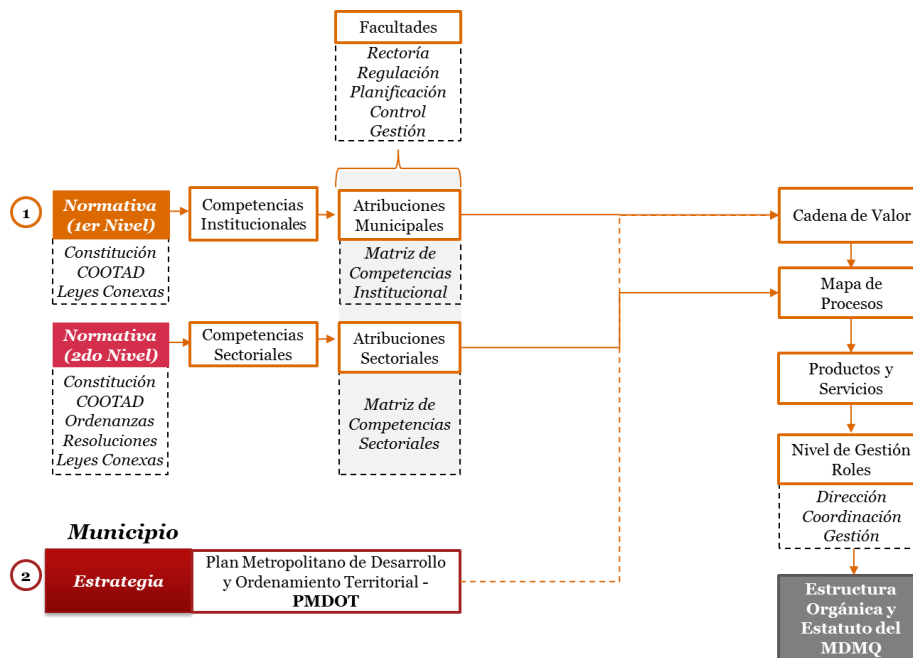 Facultades
Rectoría
Regulación
Planificación
Control
Gestión
1
Normativa
(1er Nivel)
Constitución
COOTAD
Leyes Conexas
Competencias
Institucionales
Atribuciones
Municipales
Matriz de
Competencias
Institucional
Normativa
(2do Nivel)
Constitución
COOTAD
Ordenanzas
Resoluciones
Leyes Conexas
Competencias
Sectoriales
Atribuciones
Sectoriales
Matriz de
Competencias
Sectoriales
Municipio
2
Estrategia
Plan Metropolitano de Desarrollo
y Ordenamiento Territorial -
PMDOT
Cadena de Valor
Mapa de
Procesos
Productos y
Servicios
Nivel de Gestión
Roles
Dirección
Coordinación
Gestión
Estructura
Orgánica y
Estatuto del
MDMQ